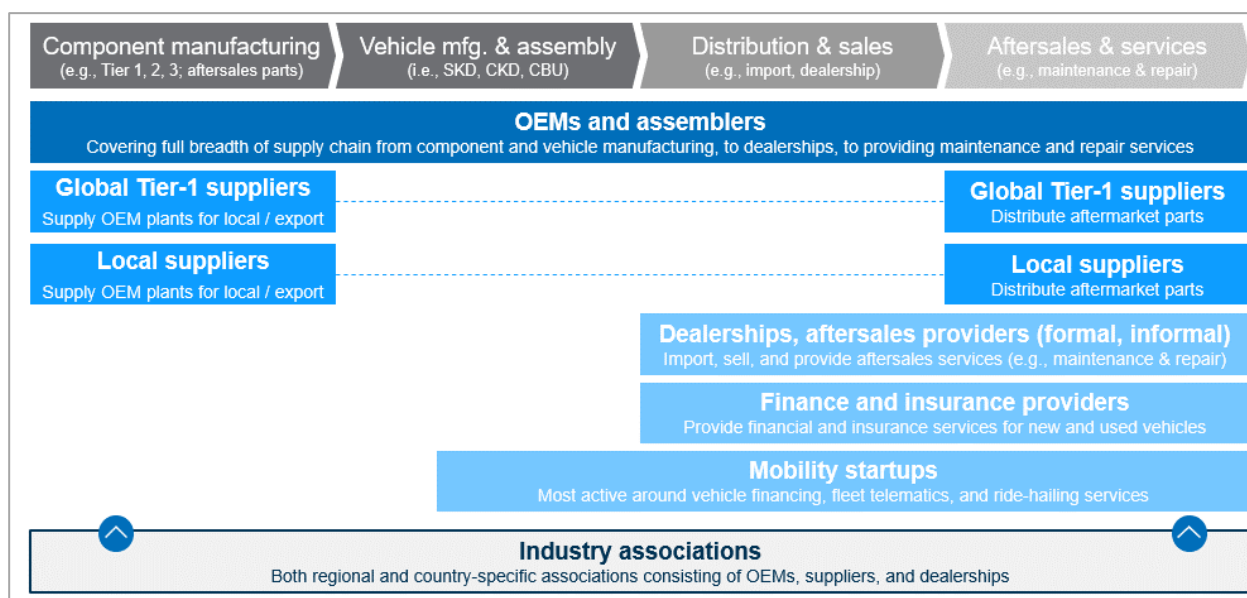 Component manufacturing
(e.g., Tier 1, 2, 3; aftersales parts)
Vehicle mfg. & assembly
(i.e., SKD, CKD, CBU)
Distribution & sales
(e.g., import, dealership)
Aftersales & services
(e.g., maintenance & repair)
OEMs and assemblers
Covering full breadth of supply chain from component and vehicle manufacturing, to dealerships, to providing maintenance and repair services
Global Tier-1 suppliers
Supply OEM plants for local / export
Global Tier-1 suppliers
Distribute aftermarket parts
Local suppliers
Supply OEM plants for local / export
Local suppliers
Distribute aftermarket parts
Dealerships, aftersales providers (formal, informal)
Import, sell, and provide aftersales services (e.g., maintenance & repair)
Finance and insurance providers
Provide financial and insurance services for new and used vehicles
Mobility startups
Most active around vehicle financing, fleet telematics, and ride-hailing services
Industry associations
Both regional and country-specific associations consisting of OEMs, suppliers, and dealerships